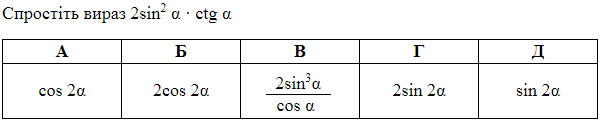 Спростіть вираз 2sin² α · ctg α
А Б В Г Д
cos 2α 2cos 2α 2sin³α / cos α 2sin 2α sin 2α